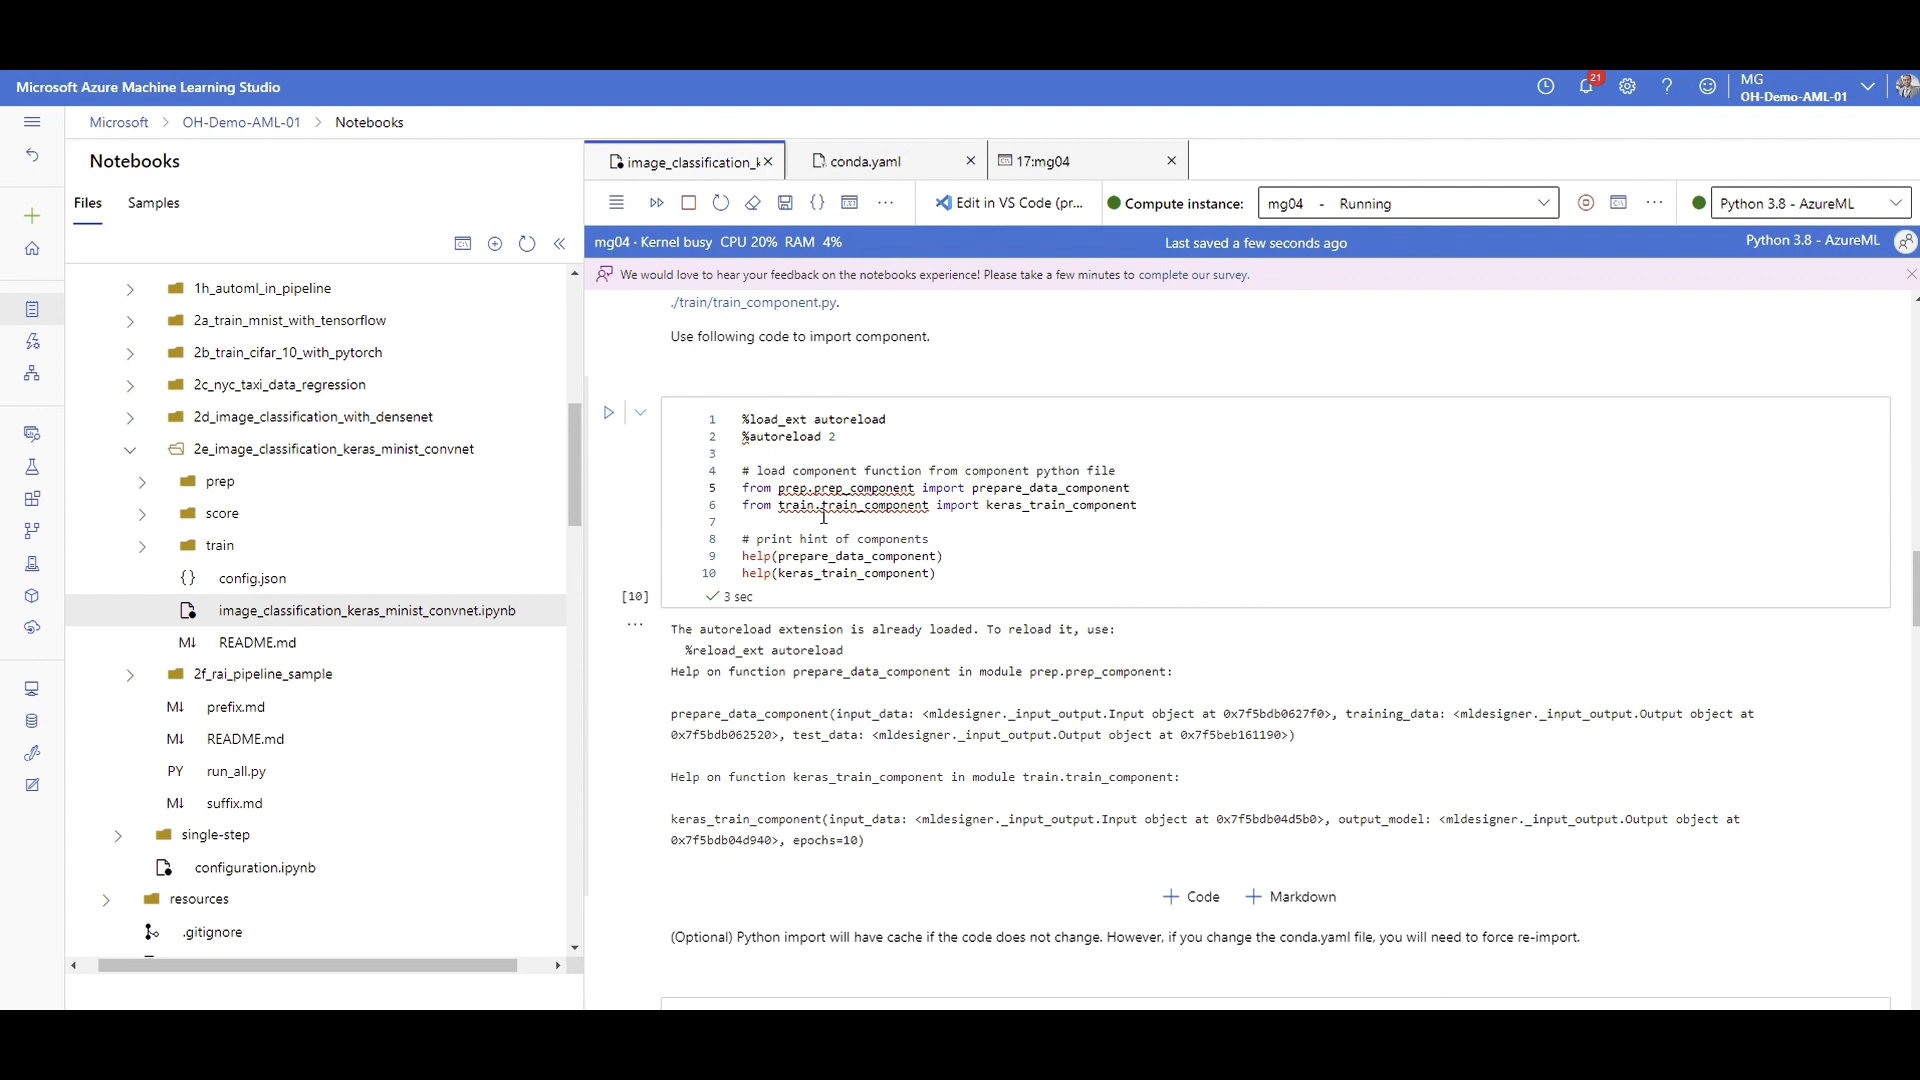 Microsoft Azure Machine Learning Studio
21
MG
OH-Demo-AML-01
Microsoft > OH-Demo-AML-01 > Notebooks
Notebooks
Files
Samples
1h_automl_in_pipeline
2a_train_mnist_with_tensorflow
2b_train_cifar_10_with_pytorch
2c_nyc_taxi_data_regression
2d_image_classification_with_densenet
2e_image_classification_keras_minist_convnet
prep
score
train
{} config.json
image_classification_keras_minist_convnet.ipynb
M↓ README.md
2f_rai_pipeline_sample
M↓ prefix.md
M↓ README.md
PY run_all.py
M↓ suffix.md
single-step
configuration.ipynb
resources
.gitignore
image_classification_k
conda.yaml
17:mg04
Edit in VS Code (pr...
Compute instance:
mg04 - Running
Python 3.8 - AzureML
mg04 · Kernel busy CPU 20% RAM 4%
Last saved a few seconds ago
Python 3.8 - AzureML
We would love to hear your feedback on the notebooks experience! Please take a few minutes to complete our survey.
./train/train_component.py.
Use following code to import component.
1 %load_ext autoreload
2 %autoreload 2
3
4 # load component function from component python file
5 from prep.prep_component import prepare_data_component
6 from train.train_component import keras_train_component
7
8 # print hint of components
9 help(prepare_data_component)
10 help(keras_train_component)
[10]
3 sec
The autoreload extension is already loaded. To reload it, use:
%reload_ext autoreload
Help on function prepare_data_component in module prep.prep_component:
prepare_data_component(input_data: <mldesigner._input_output.Input object at 0x7f5bdb0627f0>, training_data: <mldesigner._input_output.Output object at
0x7f5bdb062520>, test_data: <mldesigner._input_output.Output object at 0x7f5beb161190>)
Help on function keras_train_component in module train.train_component:
keras_train_component(input_data: <mldesigner._input_output.Input object at 0x7f5bdb04d5b0>, output_model: <mldesigner._input_output.Output object at
0x7f5bdb04d940>, epochs=10)
+ Code + Markdown
(Optional) Python import will have cache if the code does not change. However, if you change the conda.yaml file, you will need to force re-import.